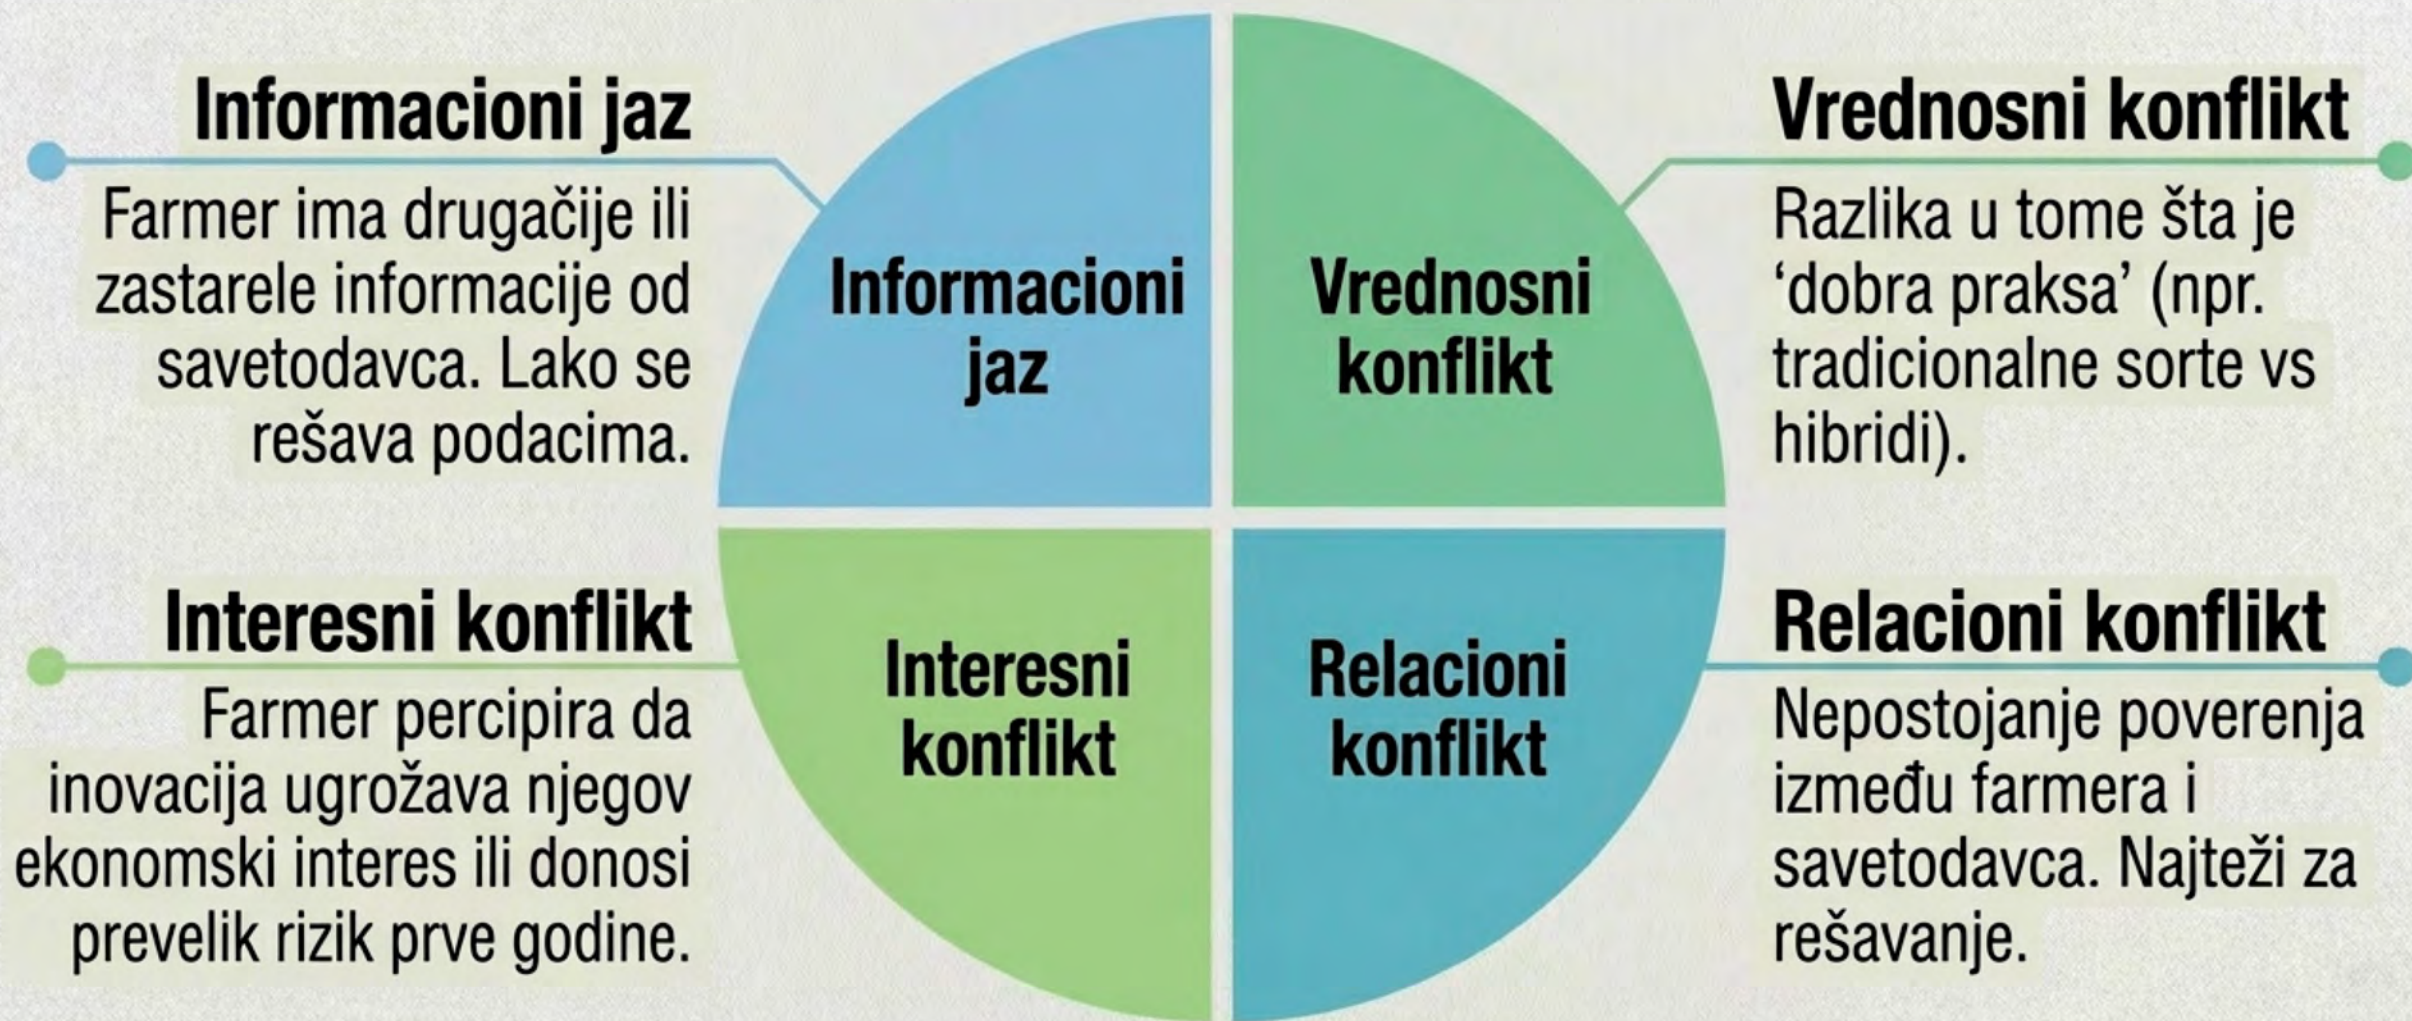 Informacioni jaz
Farmer ima drugačije ili
zastarele informacije od
savetodavca. Lako se
rešava podacima.
Informacioni
jaz
Vrednosni
konflikt
Vrednosni konflikt
Razlika u tome šta je
‘dobra praksa’ (npr.
tradicionalne sorte vs
hibridi).
Interesni konflikt
Farmer percipira da
inovacija ugrožava njegov
ekonomski interes ili donosi
prevelik rizik prve godine.
Interesni
konflikt
Relacioni
konflikt
Relacioni konflikt
Nepostojanje poverenja
između farmera i
savetodavca. Najteži za
rešavanje.